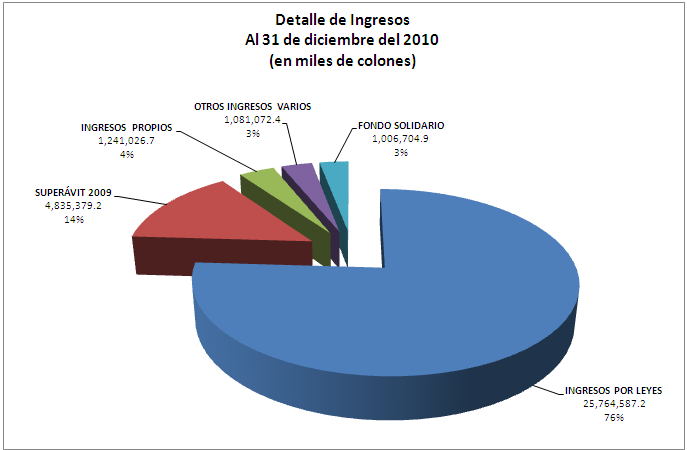 Detalle de Ingresos
Al 31 de diciembre del 2010
(en miles de colones)
OTROS INGRESOS VARIOS
1,081,072.4
3%
FONDO SOLIDARIO
1,006,704.9
3%
INGRESOS PROPIOS
1,241,026.7
4%
SUPERÁVIT 2009
4,835,379.2
14%
INGRESOS POR LEYES
25,764,587.2
76%